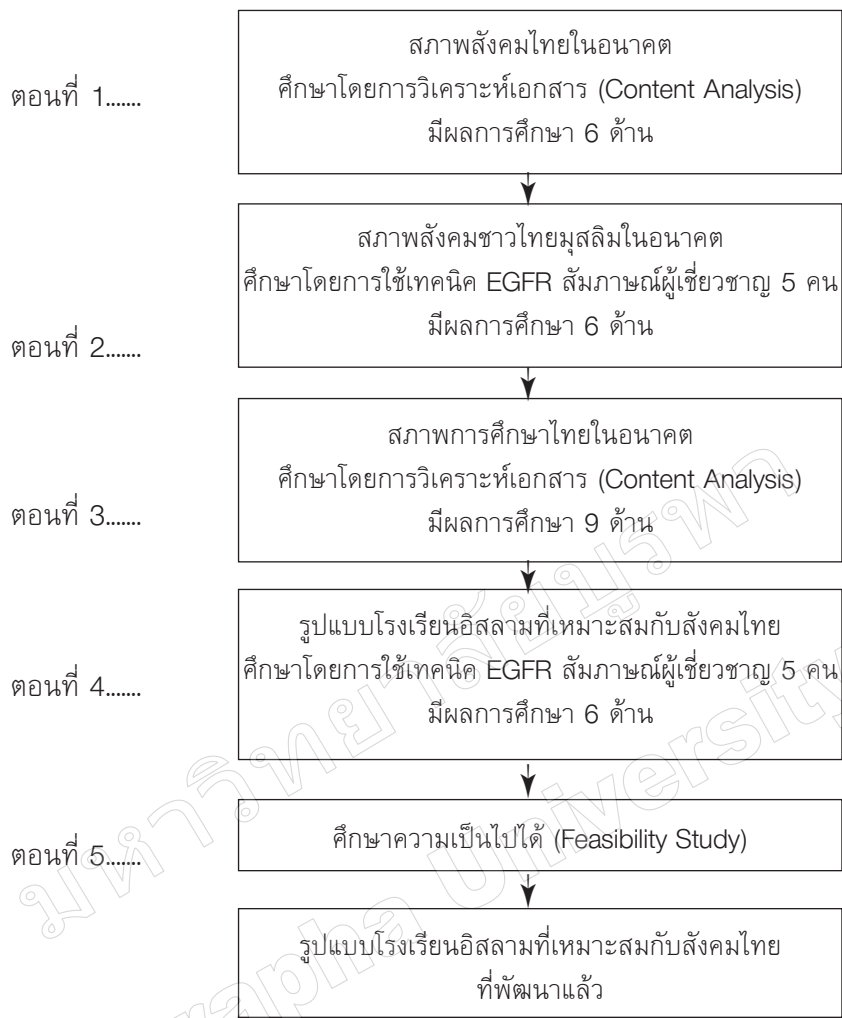 สภาพสังคมไทยในอนาคต
ศึกษาโดยการวิเคราะห์เอกสาร (Content Analysis)
มีผลการศึกษา 6 ด้าน
ตอนที่ 1.......
สภาพสังคมชาวไทยมุสลิมในอนาคต
ศึกษาโดยการใช้เทคนิค EGFR สัมภาษณ์ผู้เชี่ยวชาญ 5 คน
มีผลการศึกษา 6 ด้าน
ตอนที่ 2.......
สภาพการศึกษาไทยในอนาคต
ศึกษาโดยการวิเคราะห์เอกสาร (Content Analysis)
มีผลการศึกษา 9 ด้าน
ตอนที่ 3.......
รูปแบบโรงเรียนอิสลามที่เหมาะสมกับสังคมไทย
ศึกษาโดยการใช้เทคนิค EGFR สัมภาษณ์ผู้เชี่ยวชาญ 5 คน
มีผลการศึกษา 6 ด้าน
ตอนที่ 4.......
ศึกษาความเป็นไปได้ (Feasibility Study)
ตอนที่ 5.......
รูปแบบโรงเรียนอิสลามที่เหมาะสมกับสังคมไทย
ที่พัฒนาแล้ว
มหาวิทยาลัยบูรพา
rapha University